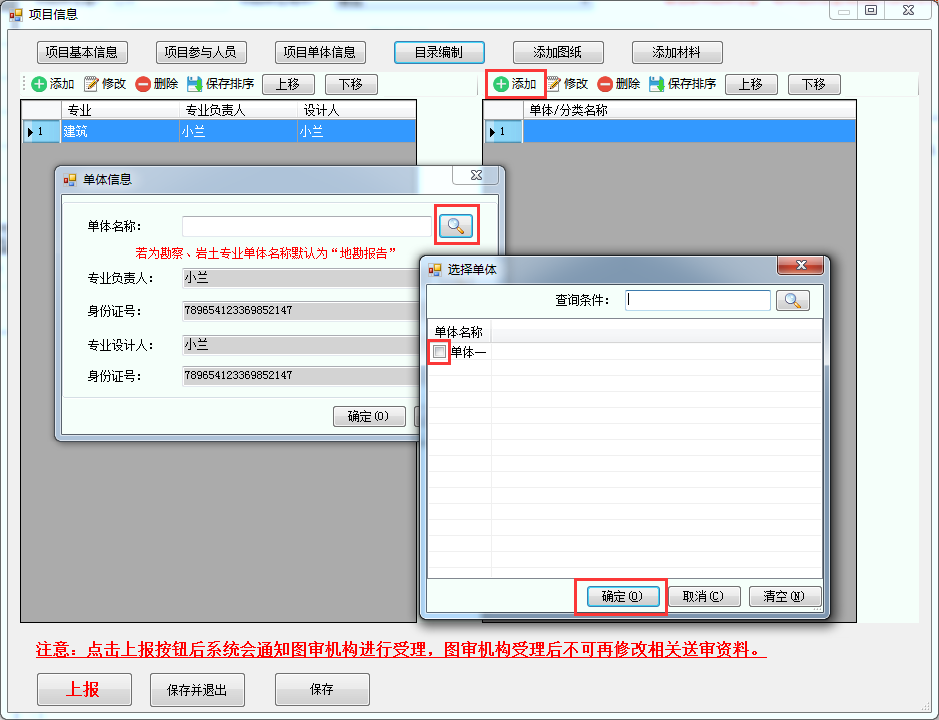 项目信息
项目基本信息 项目参与人员 项目单体信息 目录编制 添加图纸 添加材料
添加 修改 删除 保存排序 上移 下移 添加 修改 删除 保存排序 上移 下移
专业 专业负责人 设计人 单体/分类名称
1 建筑 小兰 小兰 1
单体信息
单体名称：
若为勘察、岩土专业单体名称默认为“地勘报告”
专业负责人： 小兰
身份证号： 789654123369852147
专业设计人： 小兰
身份证号： 789654123369852147
确定(O)
选择单体
查询条件：
单体名称
单体一
确定(O) 取消(C) 清空(N)
注意：点击上报按钮后系统会通知图审机构进行受理，图审机构受理后不可再修改相关送审资料。
上报 保存并退出 保存